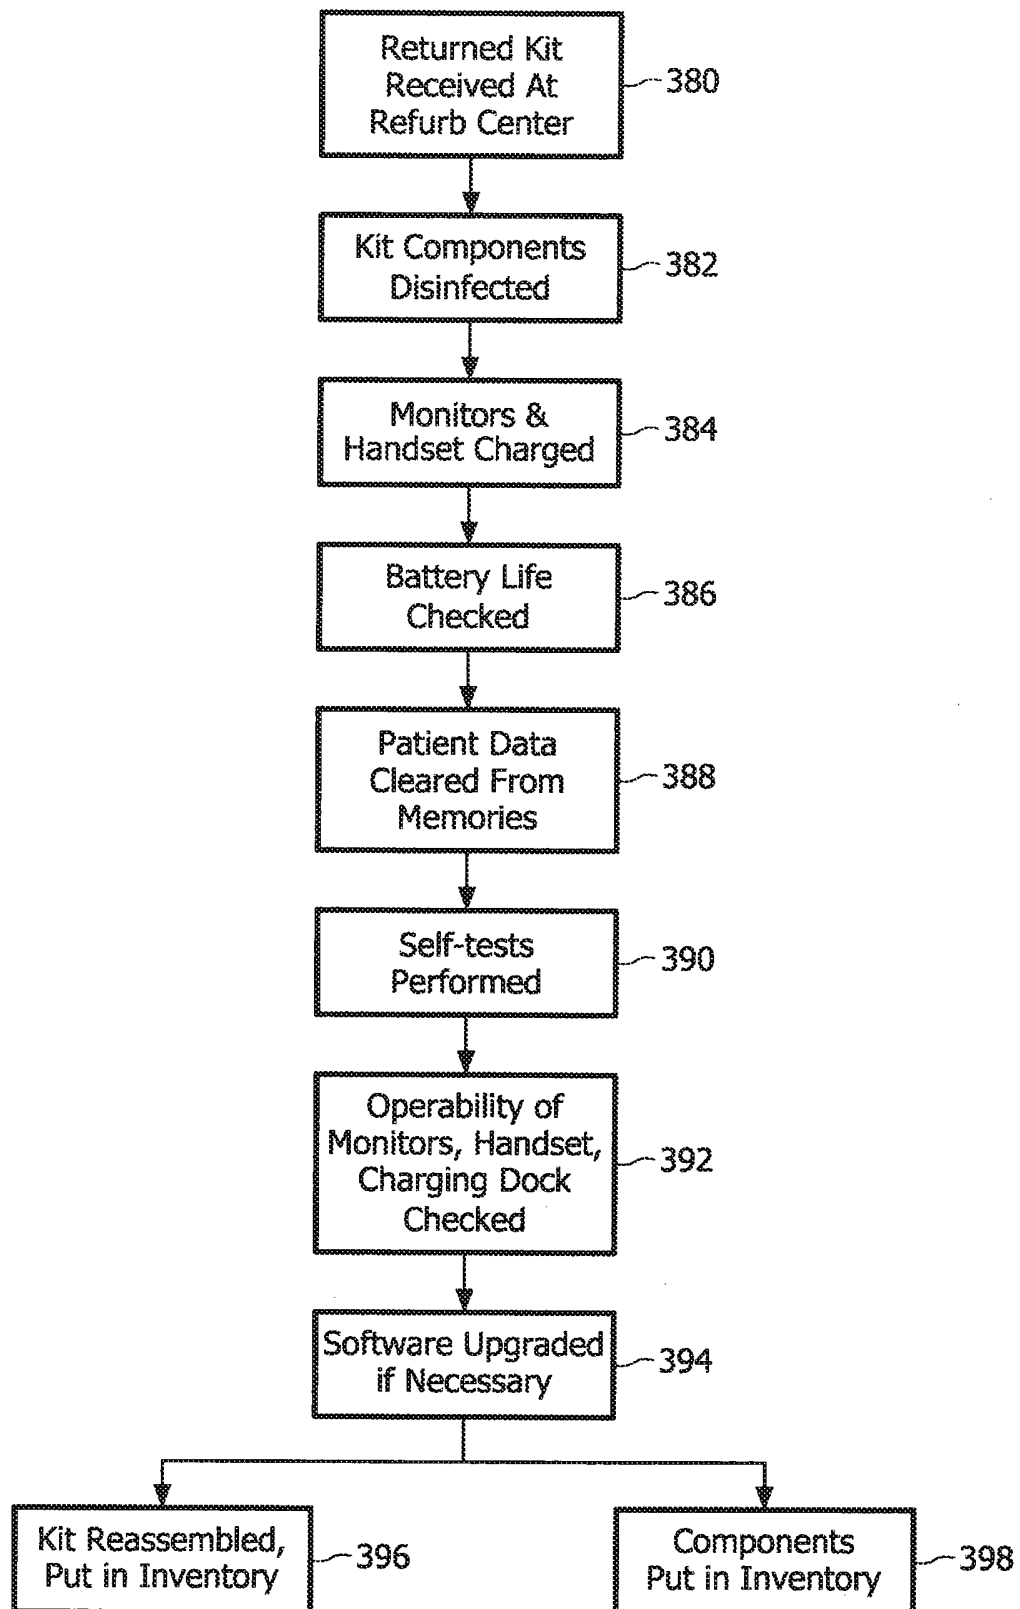 Returned Kit
Received At
Refurb Center
380
Kit Components
Disinfected
382
Monitors &
Handset Charged
384
Battery Life
Checked
386
Patient Data
Cleared From
Memories
388
Self-tests
Performed
390
Operability of
Monitors, Handset,
Charging Dock
Checked
392
Software Upgraded
if Necessary
394
Kit Reassembled,
Put in Inventory
396
Components
Put in Inventory
398